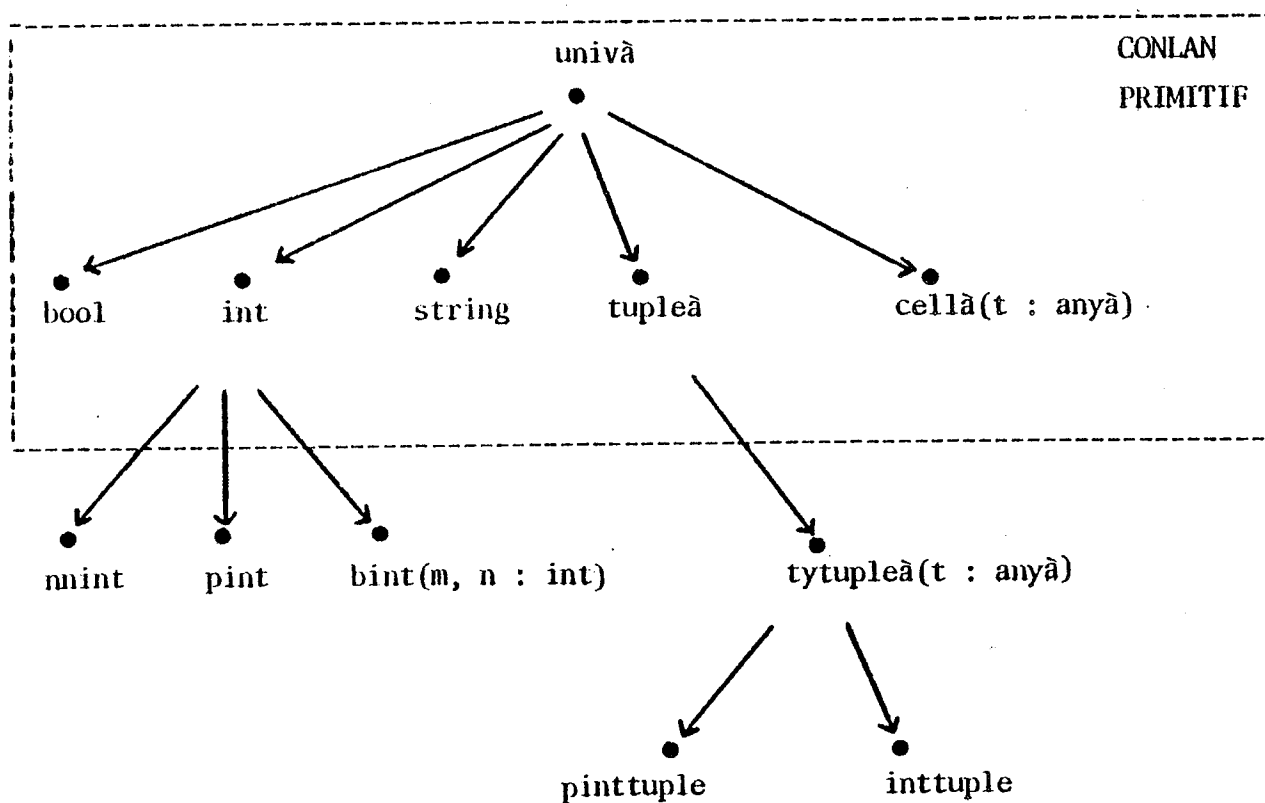 univà
CONLAN
PRIMITIF
bool
int
string
tupleà
cellà(t : anyà)
nnint
pint
bint(m, n : int)
tytupleà(t : anyà)
pinttuple
inttuple